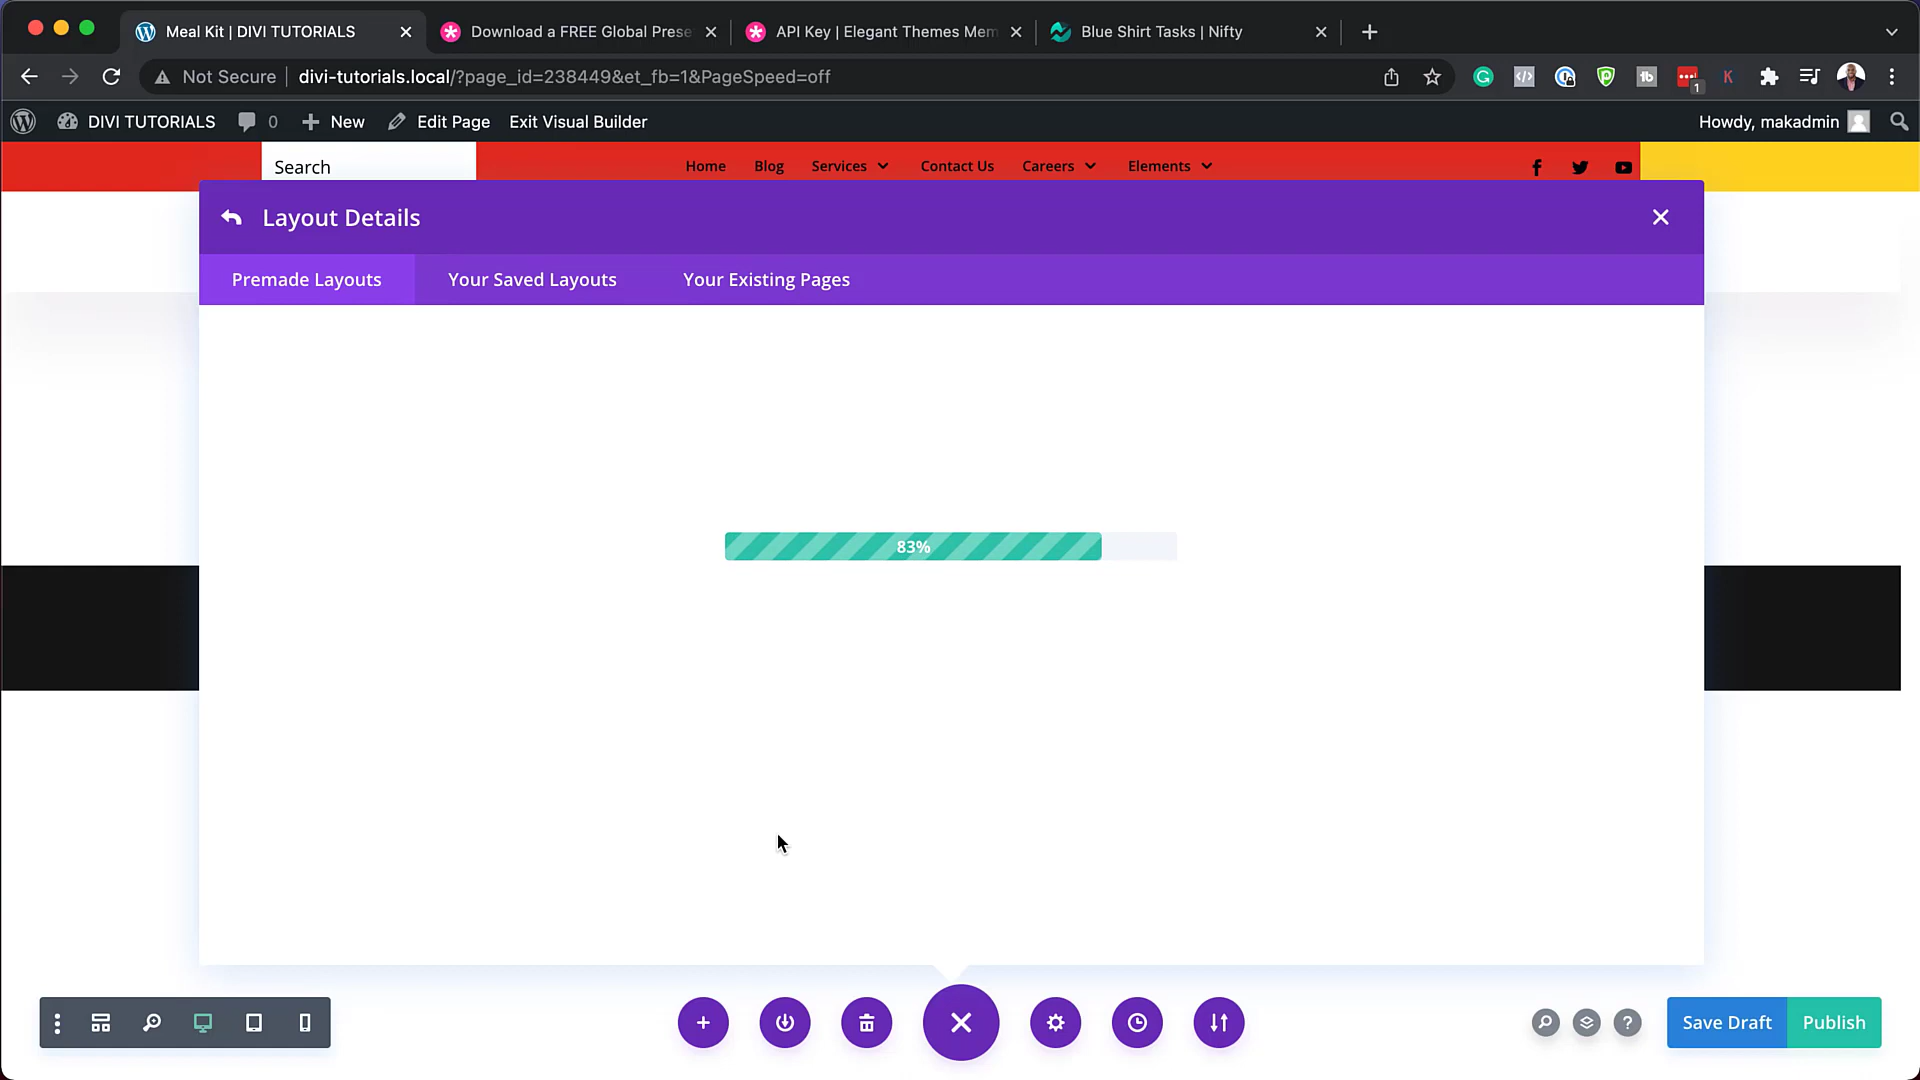 Meal Kit | DIVI TUTORIALS
Download a FREE Global Prese
API Key | Elegant Themes Mem
Blue Shirt Tasks | Nifty
Not Secure
divi-tutorials.local/?page_id=238449&et_fb=1&PageSpeed=off
1
DIVI TUTORIALS
0
New
Edit Page
Exit Visual Builder
Howdy, makadmin
Search
Home
Blog
Services
Contact Us
Careers
Elements
Layout Details
Premade Layouts
Your Saved Layouts
Your Existing Pages
83%
Save Draft
Publish